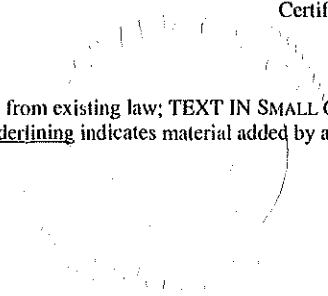 Certif
from existing law; TEXT IN SMALL
derlining indicates material added by a